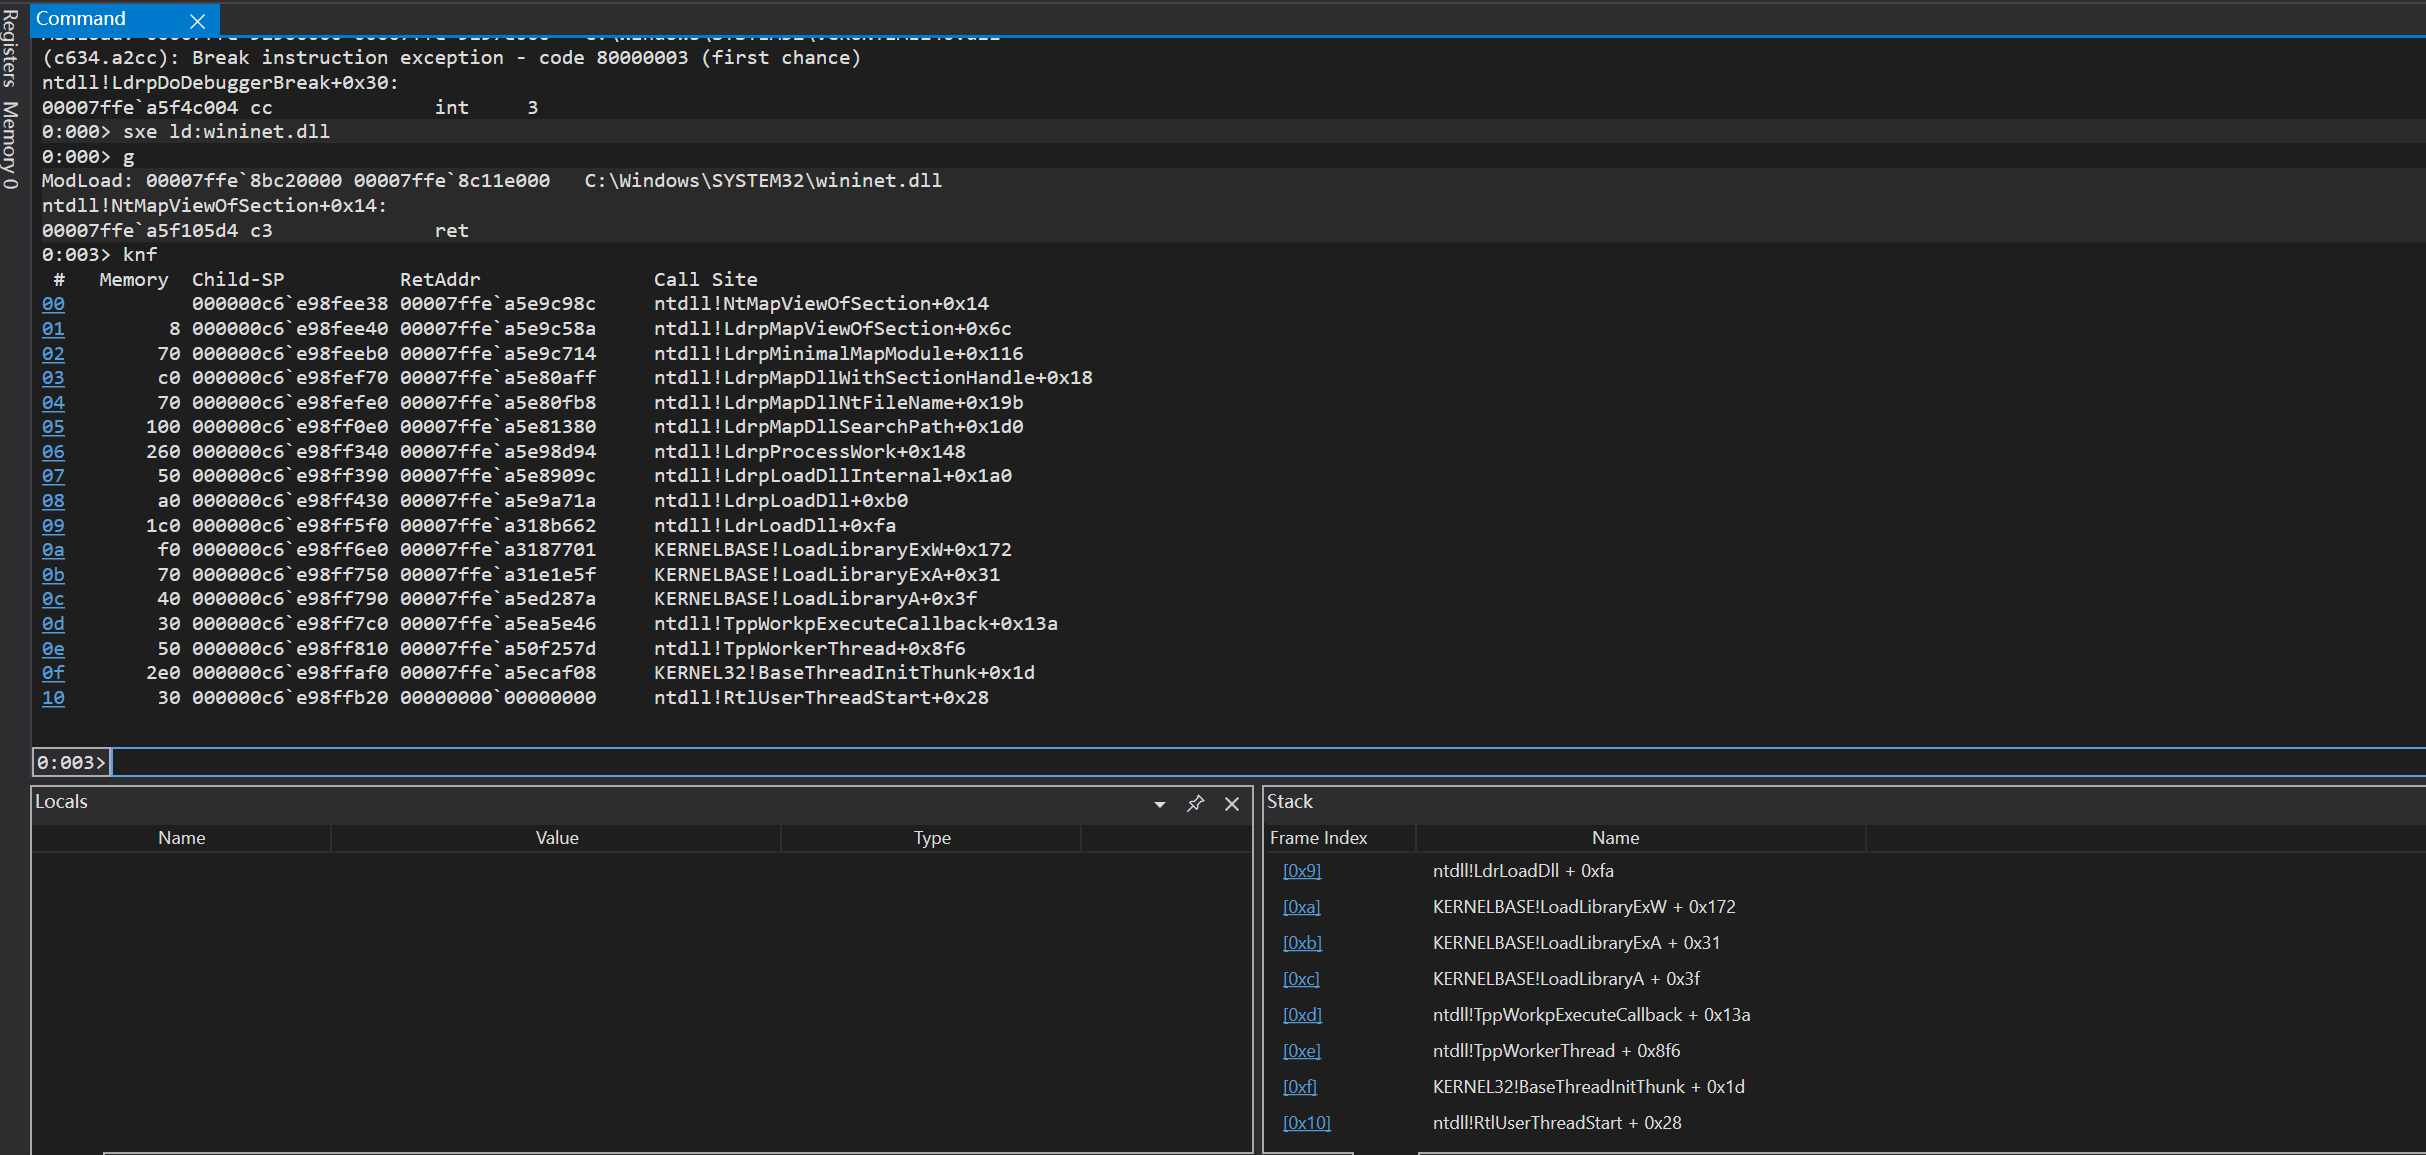 Registers
Memory 0
Command
(c634.a2cc): Break instruction exception - code 80000003 (first chance)
ntdll!LdrpDoDebuggerBreak+0x30:
00007ffe`a5f4c004 cc              int     3
0:000> sxe ld:wininet.dll
0:000> g
ModLoad: 00007ffe`8bc20000 00007ffe`8c11e000   C:\Windows\SYSTEM32\wininet.dll
ntdll!NtMapViewOfSection+0x14:
00007ffe`a5f105d4 c3              ret
0:003> knf
 #   Memory  Child-SP          RetAddr               Call Site
00           000000c6`e98fee38 00007ffe`a5e9c98c     ntdll!NtMapViewOfSection+0x14
01         8 000000c6`e98fee40 00007ffe`a5e9c58a     ntdll!LdrpMapViewOfSection+0x6c
02        70 000000c6`e98feeb0 00007ffe`a5e9c714     ntdll!LdrpMinimalMapModule+0x116
03        c0 000000c6`e98fef70 00007ffe`a5e80aff     ntdll!LdrpMapDllWithSectionHandle+0x18
04        70 000000c6`e98fefe0 00007ffe`a5e80fb8     ntdll!LdrpMapDllNtFileName+0x19b
05       100 000000c6`e98ff0e0 00007ffe`a5e81380     ntdll!LdrpMapDllSearchPath+0x1d0
06       260 000000c6`e98ff340 00007ffe`a5e98d94     ntdll!LdrpProcessWork+0x148
07        50 000000c6`e98ff390 00007ffe`a5e8909c     ntdll!LdrpLoadDllInternal+0x1a0
08        a0 000000c6`e98ff430 00007ffe`a5e9a71a     ntdll!LdrpLoadDll+0xb0
09       1c0 000000c6`e98ff5f0 00007ffe`a318b662     ntdll!LdrLoadDll+0xfa
0a        f0 000000c6`e98ff6e0 00007ffe`a3187701     KERNELBASE!LoadLibraryExW+0x172
0b        70 000000c6`e98ff750 00007ffe`a31e1e5f     KERNELBASE!LoadLibraryExA+0x31
0c        40 000000c6`e98ff790 00007ffe`a5ed287a     KERNELBASE!LoadLibraryA+0x3f
0d        30 000000c6`e98ff7c0 00007ffe`a5ea5e46     ntdll!TppWorkpExecuteCallback+0x13a
0e        50 000000c6`e98ff810 00007ffe`a50f257d     ntdll!TppWorkerThread+0x8f6
0f       2e0 000000c6`e98ffaf0 00007ffe`a5ecaf08     KERNEL32!BaseThreadInitThunk+0x1d
10        30 000000c6`e98ffb20 00000000`00000000     ntdll!RtlUserThreadStart+0x28
0:003>
Locals
Name Value Type
Stack
Frame Index Name
[0x9] ntdll!LdrLoadDll + 0xfa
[0xa] KERNELBASE!LoadLibraryExW + 0x172
[0xb] KERNELBASE!LoadLibraryExA + 0x31
[0xc] KERNELBASE!LoadLibraryA + 0x3f
[0xd] ntdll!TppWorkpExecuteCallback + 0x13a
[0xe] ntdll!TppWorkerThread + 0x8f6
[0xf] KERNEL32!BaseThreadInitThunk + 0x1d
[0x10] ntdll!RtlUserThreadStart + 0x28